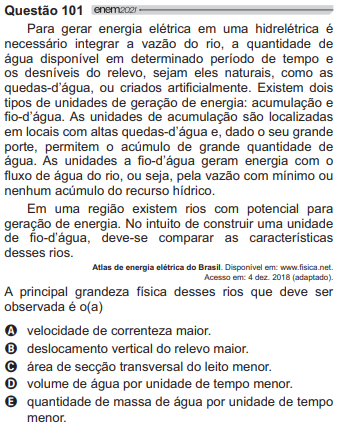 Questão 101 enem2021
Para gerar energia elétrica em uma hidrelétrica é
necessário integrar a vazão do rio, a quantidade de
água disponível em determinado período de tempo e
os desníveis do relevo, sejam eles naturais, como as
quedas-d’água, ou criados artificialmente. Existem dois
tipos de unidades de geração de energia: acumulação e
fio-d’água. As unidades de acumulação são localizadas
em locais com altas quedas-d’água e, dado o seu grande
porte, permitem o acúmulo de grande quantidade de
água. As unidades a fio-d’água geram energia com o
fluxo de água do rio, ou seja, pela vazão com mínimo ou
nenhum acúmulo do recurso hídrico.
Em uma região existem rios com potencial para
geração de energia. No intuito de construir uma unidade
de fio-d’água, deve-se comparar as características
desses rios.
Atlas de energia elétrica do Brasil. Disponível em: www.fisica.net.
Acesso em: 4 dez. 2018 (adaptado).
A principal grandeza física desses rios que deve ser
observada é o(a)
A velocidade de correnteza maior.
B deslocamento vertical do relevo maior.
C área de secção transversal do leito menor.
D volume de água por unidade de tempo menor.
E quantidade de massa de água por unidade de tempo
menor.